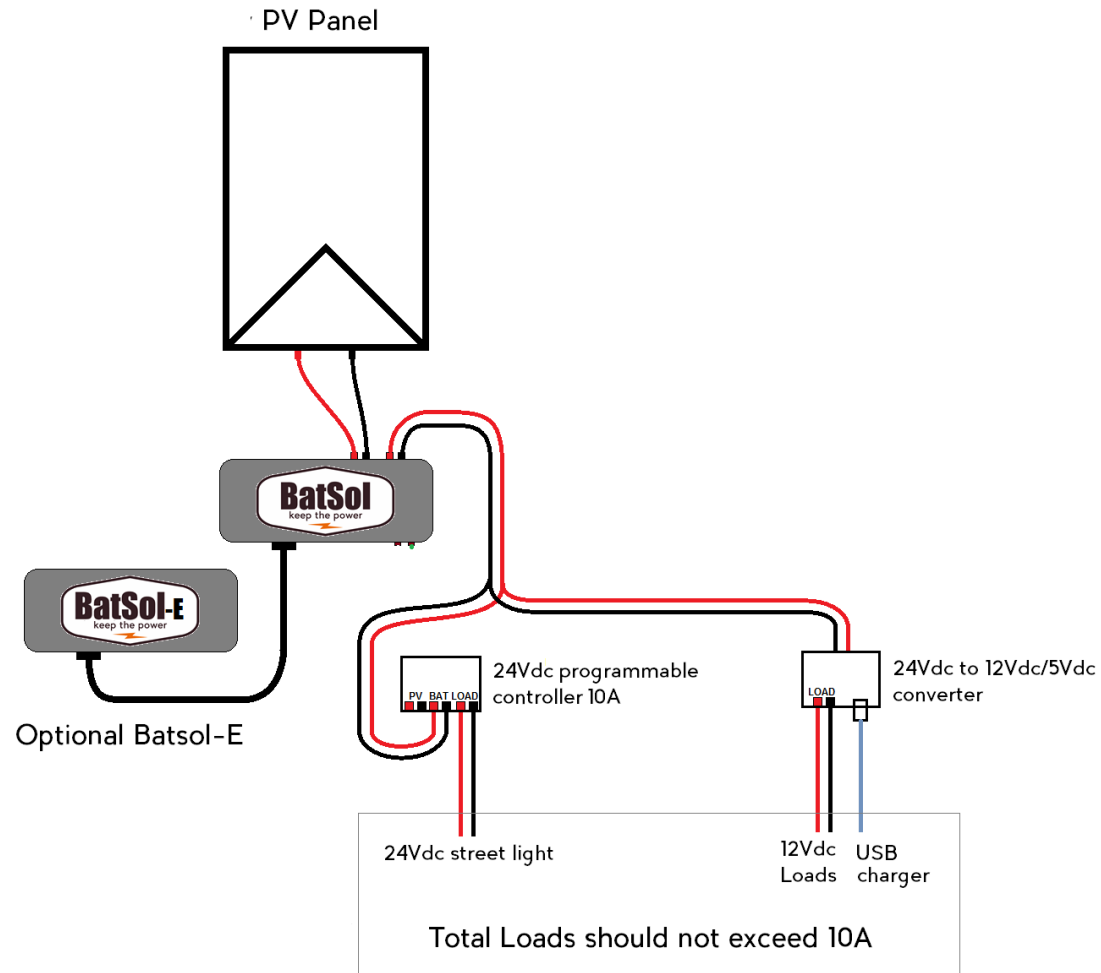 PV Panel
BatSol
keep the power
BatSol-E
keep the power
Optional Batsol-E
PV BAT LOAD
24Vdc programmable
controller 10A
LOAD
24Vdc to 12Vdc/5Vdc
converter
24Vdc street light
12Vdc
Loads
USB
charger
Total Loads should not exceed 10A